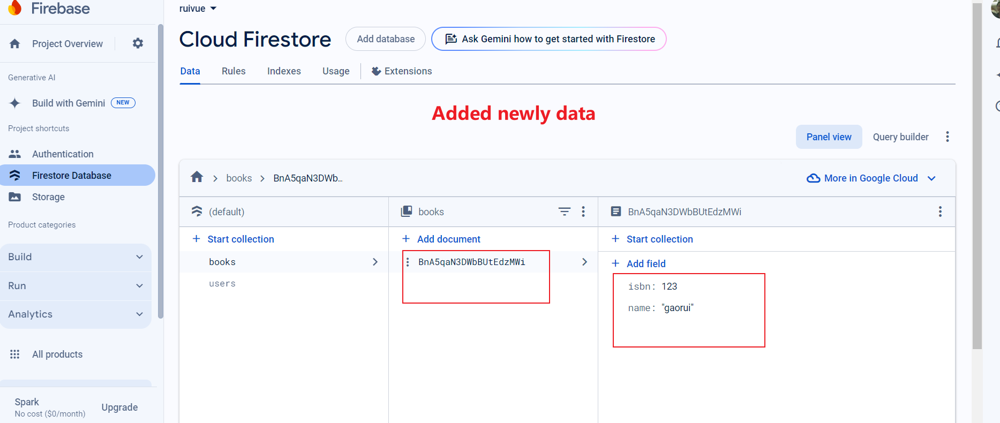 Firebase
Project Overview
Generative AI
Build with Gemini NEW
Project shortcuts
Authentication
Firestore Database
Storage
Product categories
Build
Run
Analytics
All products
Spark
No cost ($0/month)
Upgrade
ruivue
Cloud Firestore
Add database
Ask Gemini how to get started with Firestore
Data Rules Indexes Usage Extensions
Added newly data
Panel view Query builder
books BnA5qaN3DWb...
More in Google Cloud
(default)
Start collection
books
users
books
Add document
BnA5qaN3DWbBUtEdzMWi
BnA5qaN3DWbBUtEdzMWi
Start collection
Add field
isbn: 123
name: "gaorui"